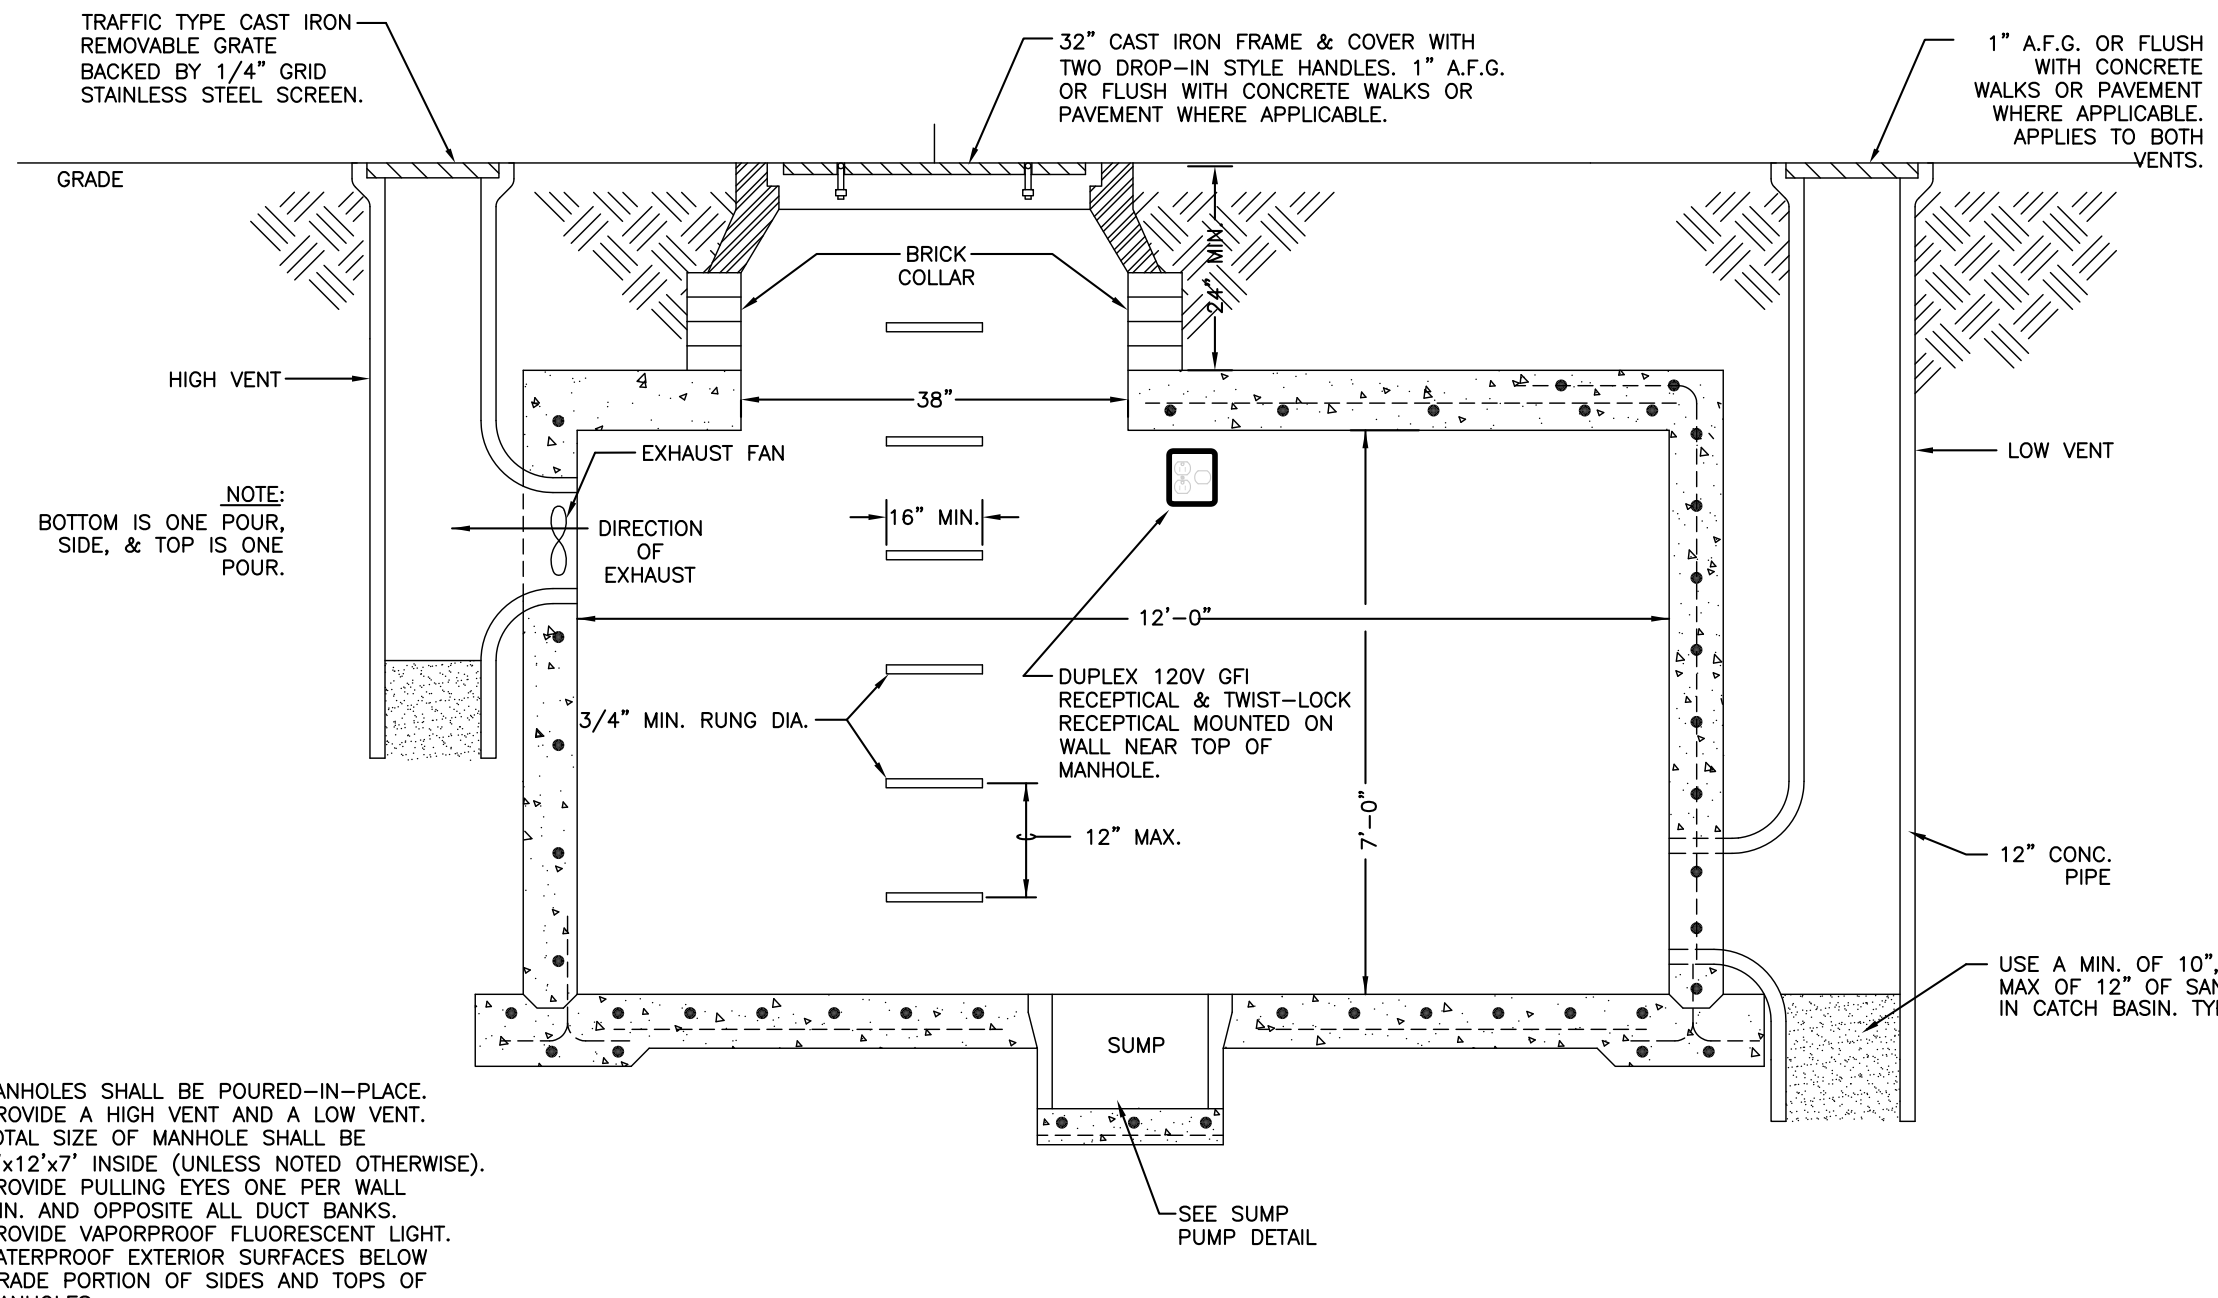 TRAFFIC TYPE CAST IRON
REMOVABLE GRATE
BACKED BY 1/4" GRID
STAINLESS STEEL SCREEN.
32" CAST IRON FRAME & COVER WITH
TWO DROP-IN STYLE HANDLES. 1" A.F.G.
OR FLUSH WITH CONCRETE WALKS OR
PAVEMENT WHERE APPLICABLE.
1" A.F.G. OR FLUSH
WITH CONCRETE
WALKS OR PAVEMENT
WHERE APPLICABLE.
APPLIES TO BOTH
VENTS.
GRADE
BRICK
COLLAR
24" MIN.
HIGH VENT
38"
EXHAUST FAN
LOW VENT
NOTE:
BOTTOM IS ONE POUR,
SIDE, & TOP IS ONE
POUR.
DIRECTION
OF
EXHAUST
16" MIN.
12'-0"
DUPLEX 120V GFI
RECEPTICAL & TWIST-LOCK
RECEPTICAL MOUNTED ON
WALL NEAR TOP OF
MANHOLE.
3/4" MIN. RUNG DIA.
7'-0"
12" MAX.
12" CONC.
PIPE
USE A MIN. OF 10",
MAX OF 12" OF
IN CATCH BASIN.
SUMP
SEE SUMP
PUMP DETAIL
ANHOLES SHALL BE POURED-IN-PLACE.
ROVIDE A HIGH VENT AND A LOW VENT.
OTAL SIZE OF MANHOLE SHALL BE
'x12'x7' INSIDE (UNLESS NOTED OTHERWISE).
ROVIDE PULLING EYES ONE PER WALL
IN. AND OPPOSITE ALL DUCT BANKS.
ROVIDE VAPORPROOF FLUORESCENT LIGHT.
ATERPROOF EXTERIOR SURFACES BELOW
RADE PORTION OF SIDES AND TOPS OF